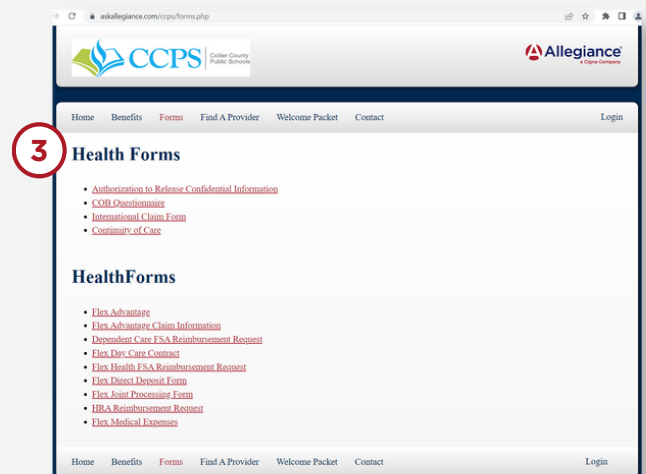 askallegiance.com/ccps/forms.php
CCPS Collier County
Public Schools
Allegiance
a Cigna Company
Home Benefits Forms Find A Provider Welcome Packet Contact Login
3
Health Forms
Authorization to Release Confidential Information
COB Questionnaire
International Claim Form
Continuity of Care
HealthForms
Flex Advantage
Flex Advantage Claim Information
Dependent Care FSA Reimbursement Request
Flex Day Care Contract
Flex Health FSA Reimbursement Request
Flex Direct Deposit Form
Flex Joint Processing Form
HRA Reimbursement Request
Flex Medical Expenses
Home Benefits Forms Find A Provider Welcome Packet Contact Login